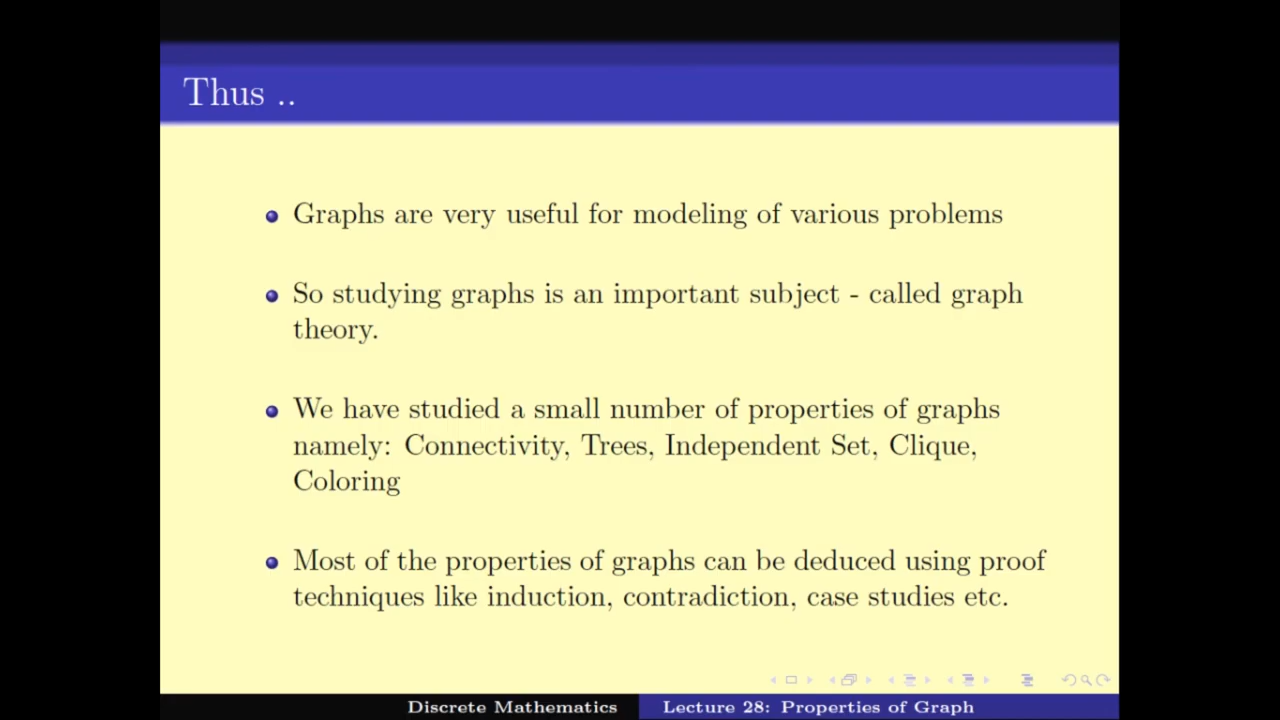 Thus ..
Graphs are very useful for modeling of various problems
So studying graphs is an important subject - called graph
theory.
We have studied a small number of properties of graphs
namely: Connectivity, Trees, Independent Set, Clique,
Coloring
Most of the properties of graphs can be deduced using proof
techniques like induction, contradiction, case studies etc.
Discrete Mathematics
Lecture 28: Properties of Graph